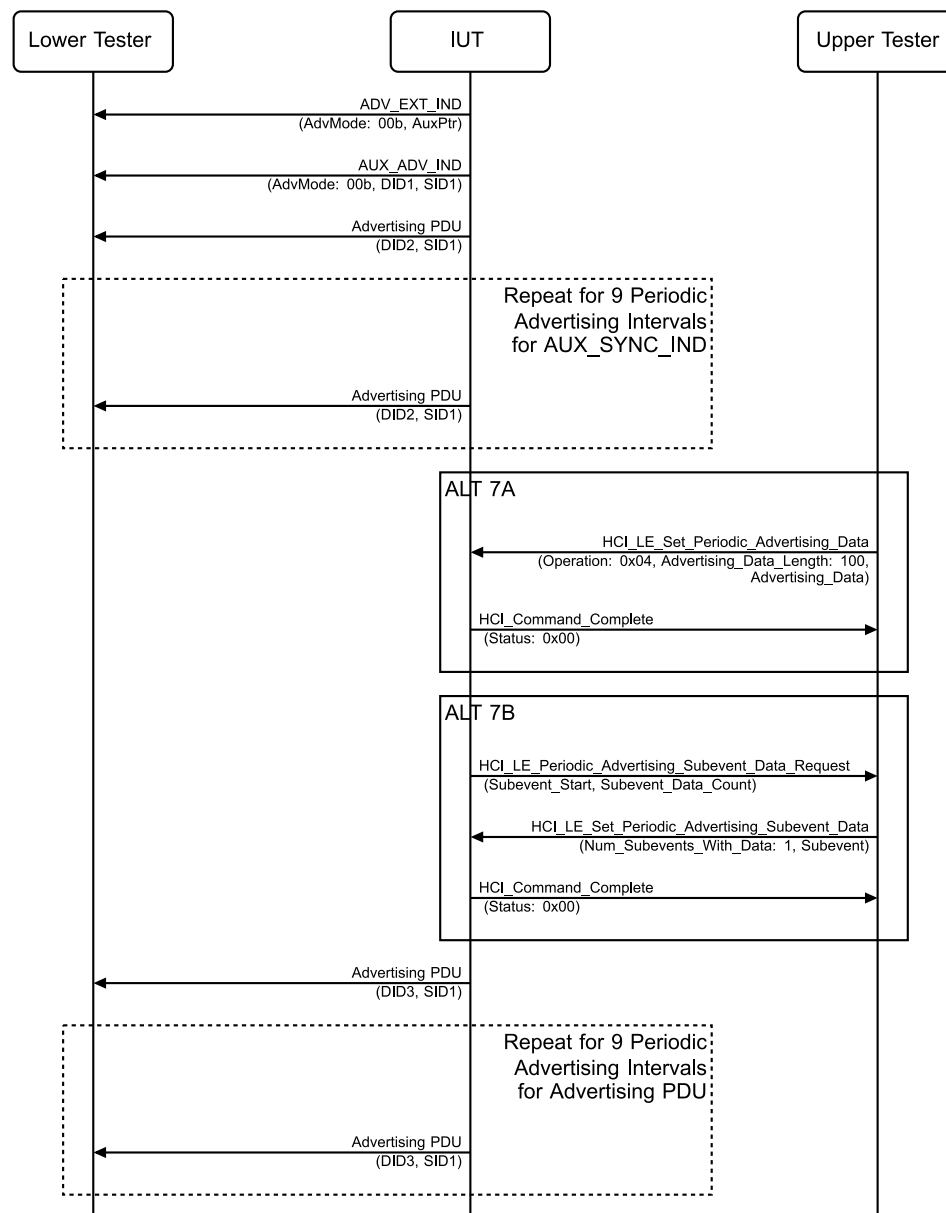 Lower Tester
IUT
Upper Tester
ADV_EXT_IND
(AdvMode: 00b, AuxPtr)
AUX_ADV_IND
(AdvMode: 00b, DID1, SID1)
Advertising PDU
(DID2, SID1)
Repeat for 9 Periodic
Advertising Intervals
for AUX_SYNC_IND
Advertising PDU
(DID2, SID1)
ALT 7A
HCI_LE_Set_Periodic_Advertising_Data
(Operation: 0x04, Advertising_Data_Length: 100,
Advertising_Data)
HCI_Command_Complete
(Status: 0x00)
ALT 7B
HCI_LE_Periodic_Advertising_Subevent_Data_Request
(Subevent_Start, Subevent_Data_Count)
HCI_LE_Set_Periodic_Advertising_Subevent_Data
(Num_Subevents_With_Data: 1, Subevent)
HCI_Command_Complete
(Status: 0x00)
Advertising PDU
(DID3, SID1)
Repeat for 9 Periodic
Advertising Intervals
for Advertising PDU
Advertising PDU
(DID3, SID1)